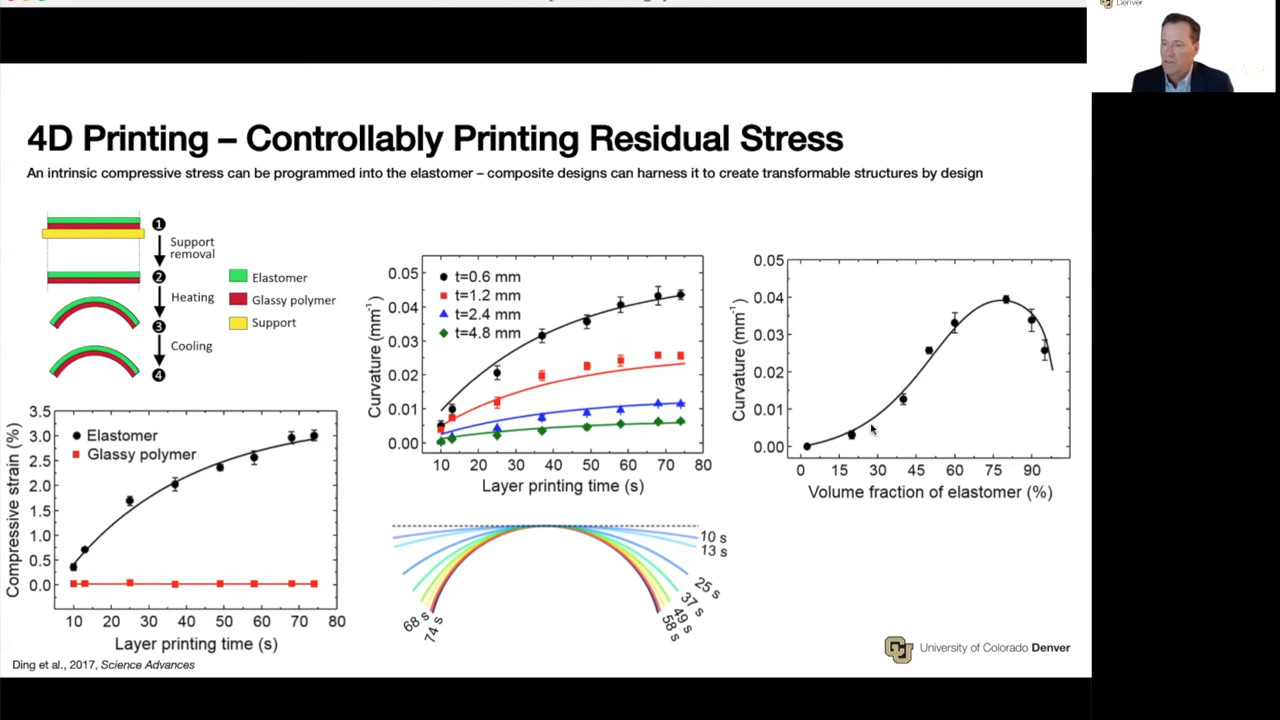 Denver
4D Printing – Controllably Printing Residual Stress
An intrinsic compressive stress can be programmed into the elastomer – composite designs can harness it to create transformable structures by design
1
Support
removal
2
Heating
3
Cooling
4
Elastomer
Glassy polymer
Support
Compressive strain (%)
3.5
3.0
2.5
2.0
1.5
1.0
0.5
0.0
Elastomer
Glassy polymer
10 20 30 40 50 60 70 80
Layer printing time (s)
Curvature (mm⁻¹)
0.05
0.04
0.03
0.02
0.01
0.00
t=0.6 mm
t=1.2 mm
t=2.4 mm
t=4.8 mm
10 20 30 40 50 60 70 80
Layer printing time (s)
10 s
13 s
25 s
37 s
49 s
58 s
68 s
74 s
Curvature (mm⁻¹)
0.05
0.04
0.03
0.02
0.01
0.00
0 15 30 45 60 75 90
Volume fraction of elastomer (%)
Ding et al., 2017, Science Advances
CU
University of Colorado Denver